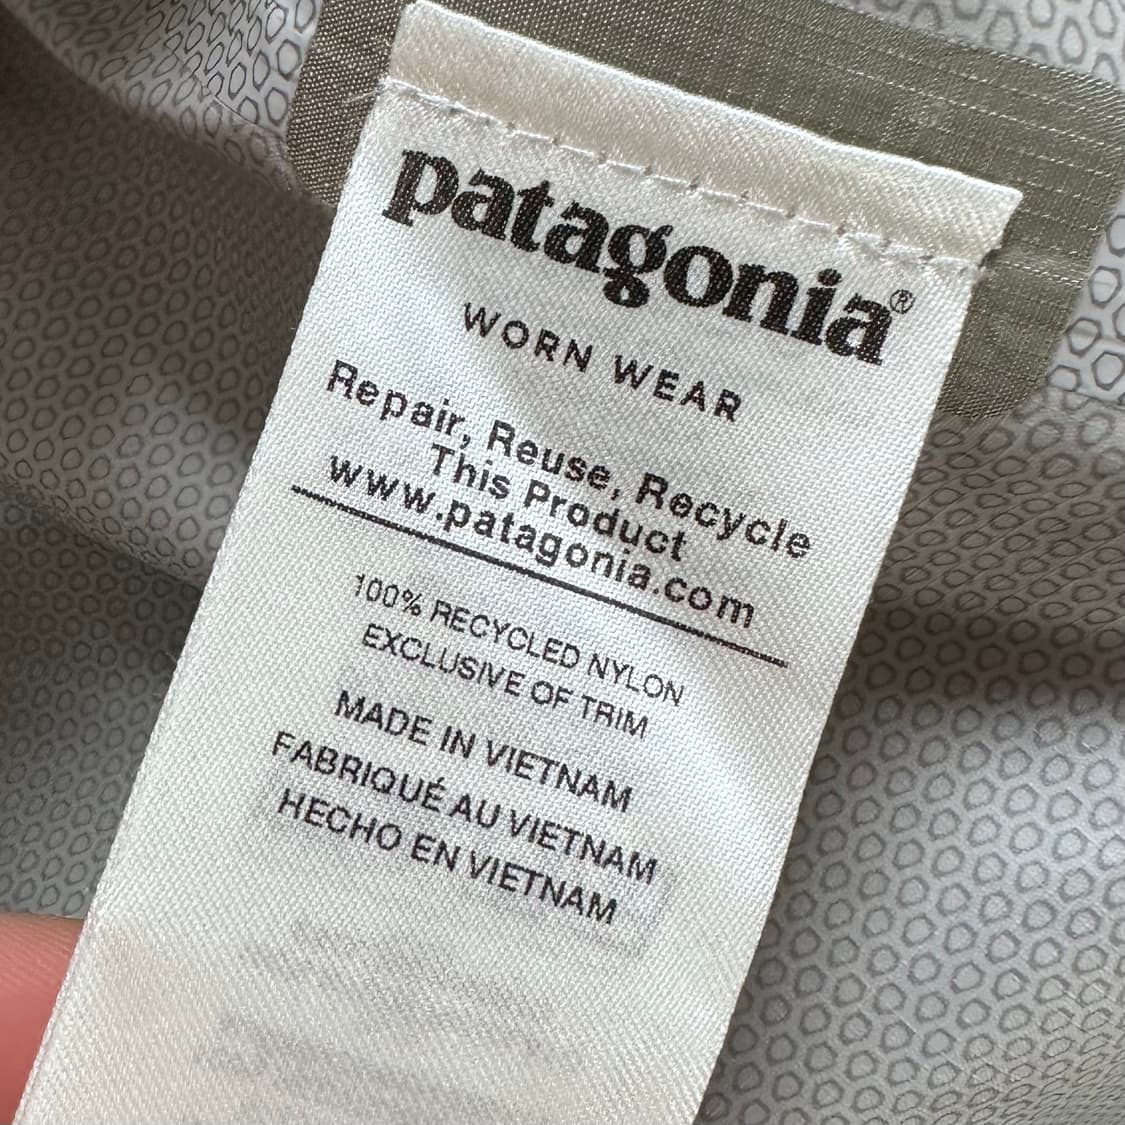 patagonia®
WORN WEAR
Repair, Reuse, Recycle
This Product
www.patagonia.com
100% RECYCLED NYLON
EXCLUSIVE OF TRIM
MADE IN VIETNAM
FABRIQUÉ AU VIETNAM
HECHO EN VIETNAM